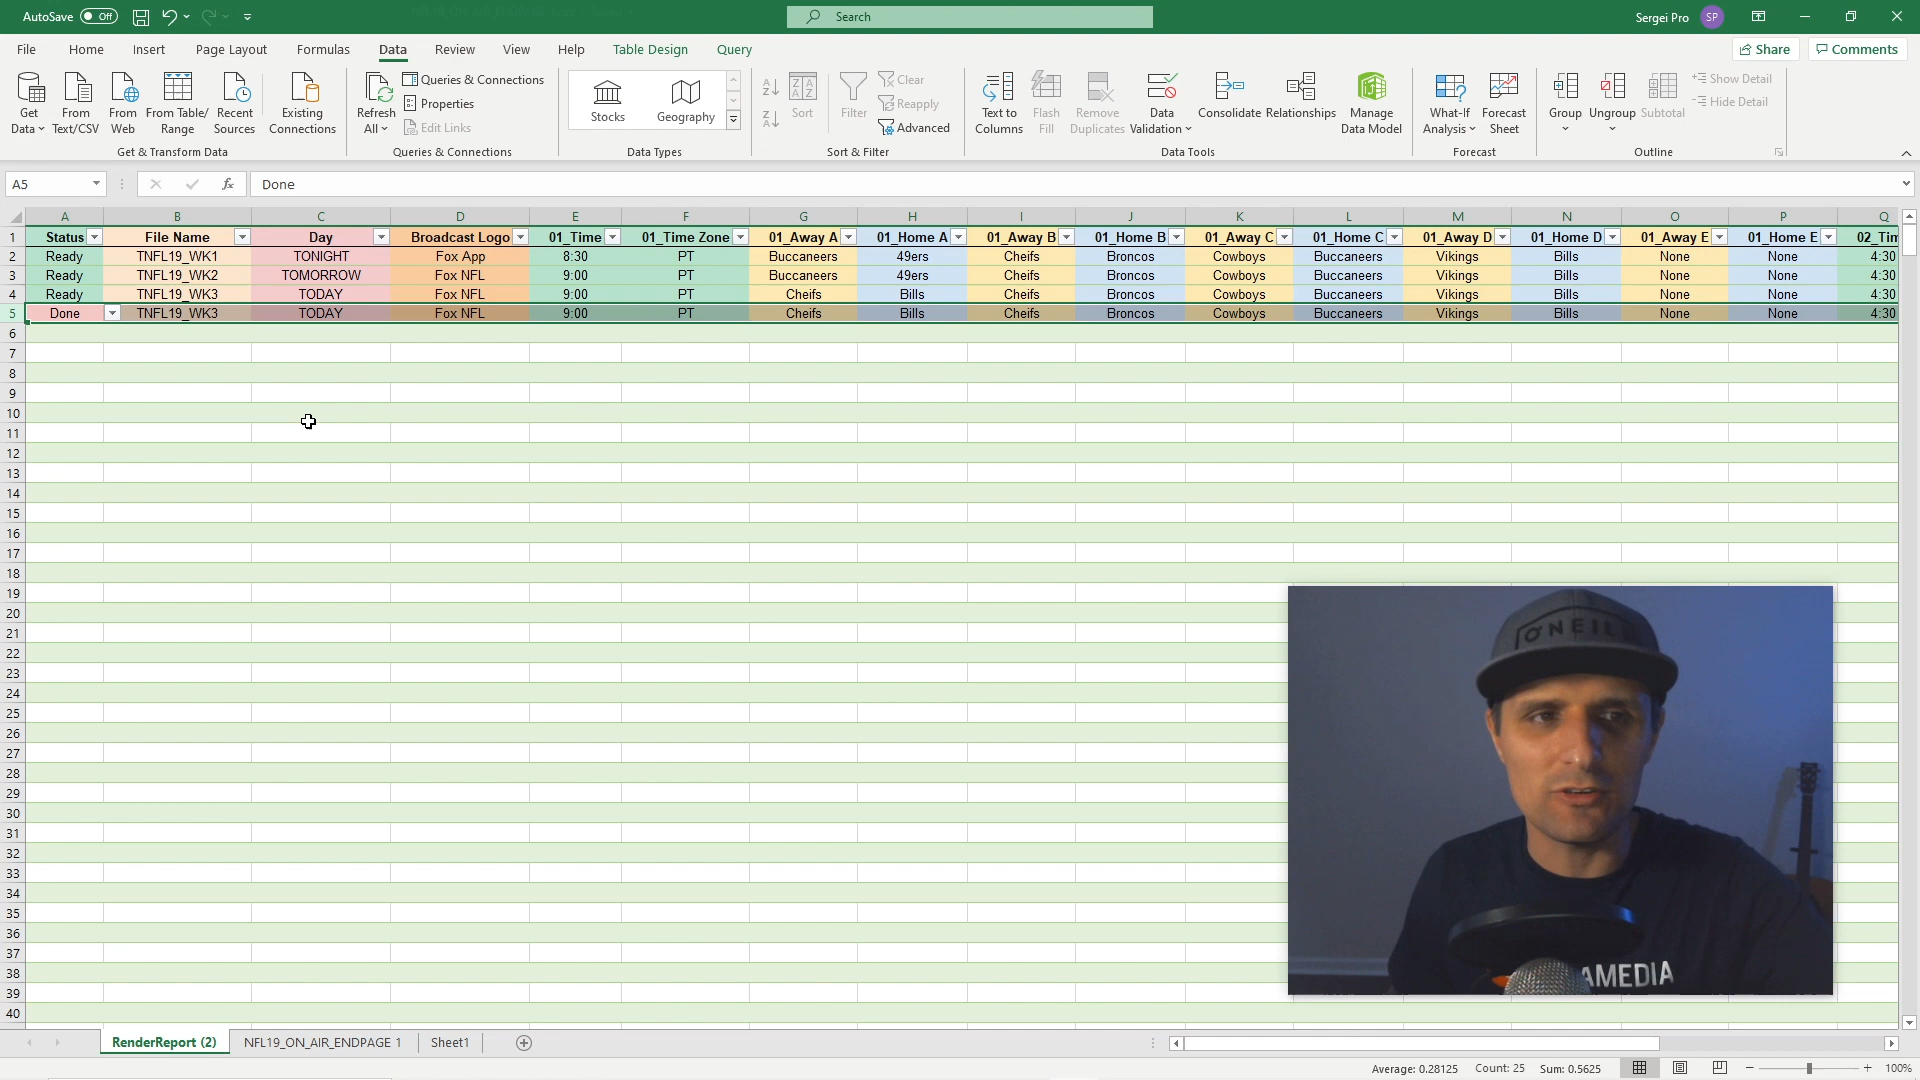 AutoSave Off
Search
Sergei Pro SP
File Home Insert Page Layout Formulas Data Review View Help Table Design Query Share Comments
Get Data From Text/CSV From Web From Table/ Range Recent Sources Existing Connections
Get & Transform Data
Refresh All Queries & Connections Properties Edit Links
Queries & Connections
Stocks Geography
Data Types
Sort Filter Clear Reapply Advanced
Sort & Filter
Text to Columns Flash Fill Remove Duplicates Data Validation Consolidate Relationships Manage Data Model
Data Tools
What-If Analysis Forecast Sheet
Forecast
Group Ungroup Subtotal Show Detail Hide Detail
Outline
A5 fx Done
A B C D E F G H I J K L M N O P Q
1 Status File Name Day Broadcast Logo 01_Time 01_Time Zone 01_Away A 01_Home A 01_Away B 01_Home B 01_Away C 01_Home C 01_Away D 01_Home D 01_Away E 01_Home E 02_Tim
2 Ready TNFL19_WK1 TONIGHT Fox App 8:30 PT Buccaneers 49ers Cheifs Broncos Cowboys Buccaneers Vikings Bills None None 4:30
3 Ready TNFL19_WK2 TOMORROW Fox NFL 9:00 PT Buccaneers 49ers Cheifs Broncos Cowboys Buccaneers Vikings Bills None None 4:30
4 Ready TNFL19_WK3 TODAY Fox NFL 9:00 PT Cheifs Bills Cheifs Broncos Cowboys Buccaneers Vikings Bills None None 4:30
5 Done TNFL19_WK3 TODAY Fox NFL 9:00 PT Cheifs Bills Cheifs Broncos Cowboys Buccaneers Vikings Bills None None 4:30
6
7
8
9
10
11
12
13
14
15
16
17
18
19
20
21
22
23
24
25
26
27
28
29
30
31
32
33
34
35
36
37
38
39
40
O'NEILL
AMEDIA
RenderReport (2) NFL19_ON_AIR_ENDPAGE 1 Sheet1
Average: 0.28125 Count: 25 Sum: 0.5625 100%